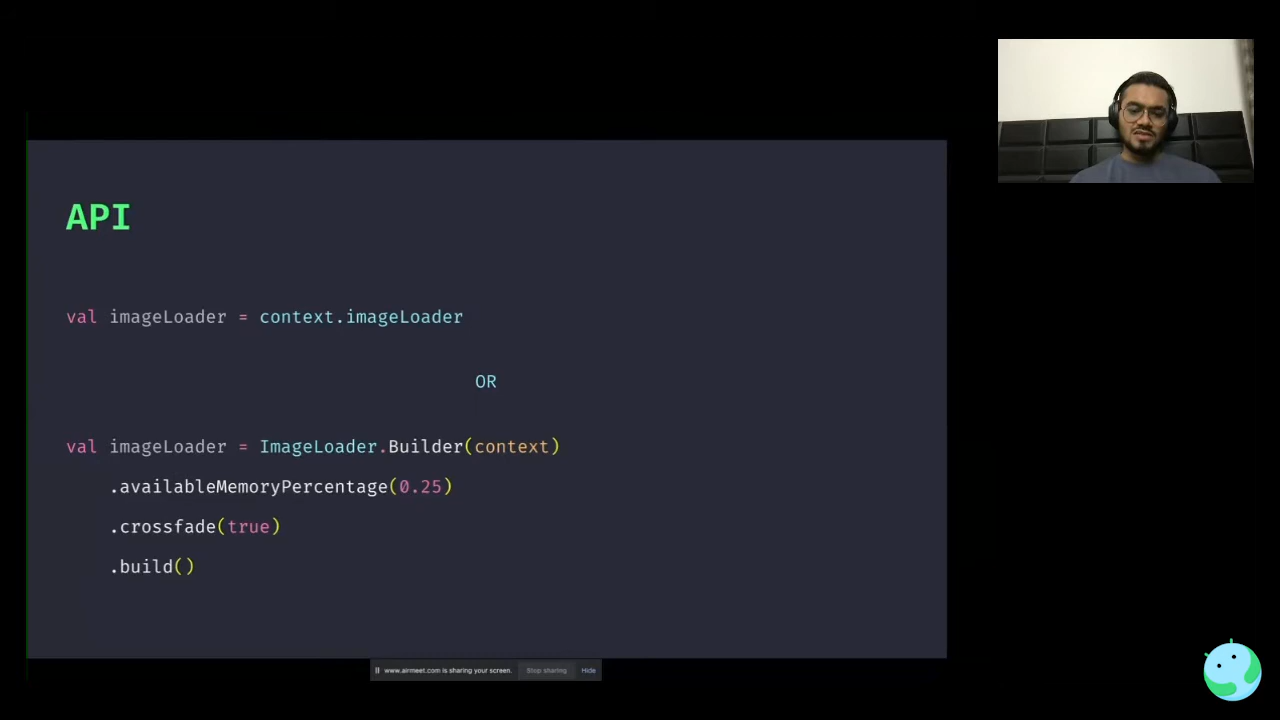 API
val imageLoader = context.imageLoader
OR
val imageLoader = ImageLoader.Builder(context)
.availableMemoryPercentage(0.25)
.crossfade(true)
.build()
www.airmeet.com is sharing your screen. Stop sharing Hide